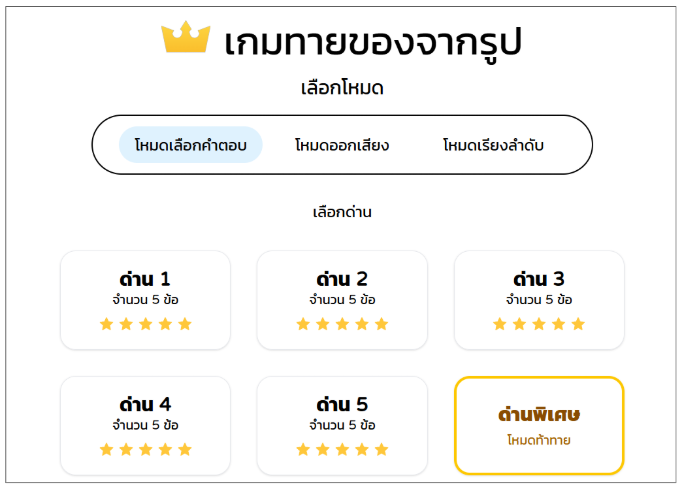 เกมทายของจากรูป
เลือกโหมด
โหมดเลือกคำตอบ โหมดออกเสียง โหมดเรียงลำดับ
เลือกด่าน
ด่าน 1
จำนวน 5 ข้อ
ด่าน 2
จำนวน 5 ข้อ
ด่าน 3
จำนวน 5 ข้อ
ด่าน 4
จำนวน 5 ข้อ
ด่าน 5
จำนวน 5 ข้อ
ด่านพิเศษ
โหมดท้าทาย